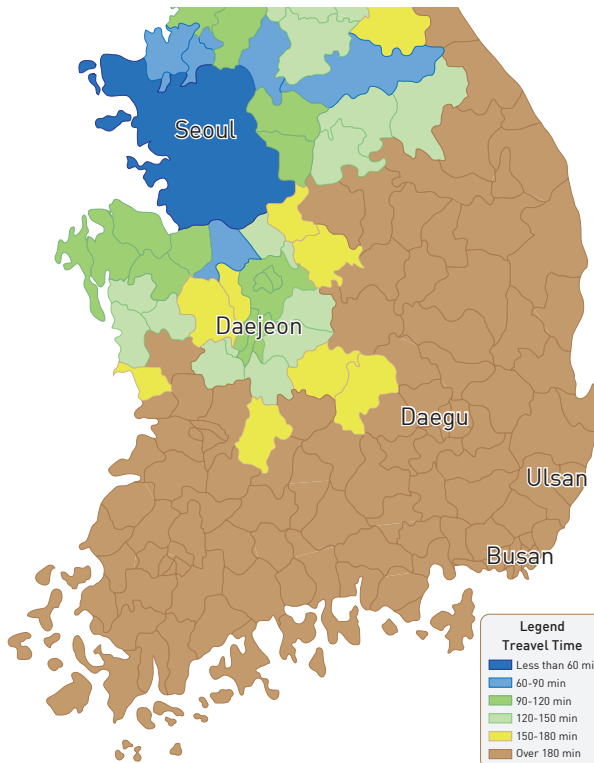 Seoul
Daejeon
Daegu
Ulsan
Busan
Legend
Treavel Time
Less than 60 mi
60-90 min
90-120 min
120-150 min
150-180 min
Over 180 min